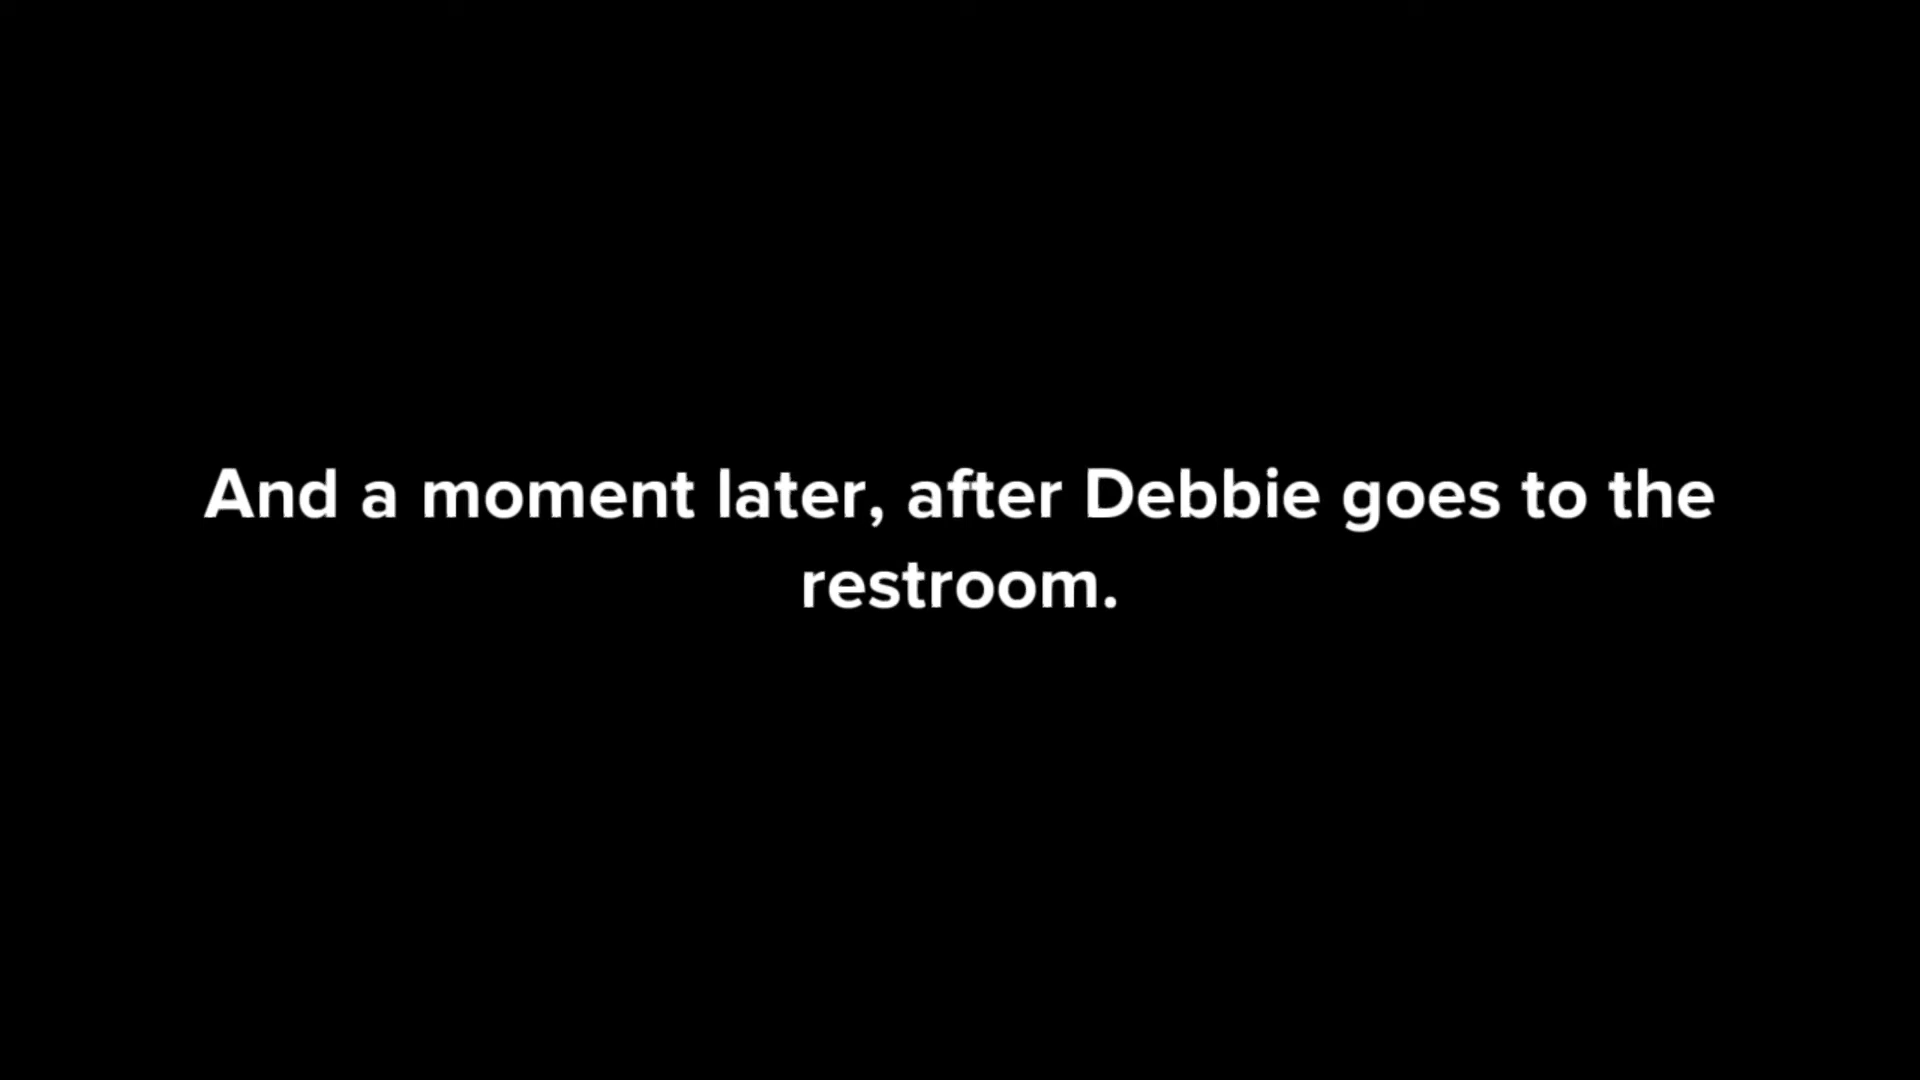 And a moment later, after Debbie goes to the
restroom.